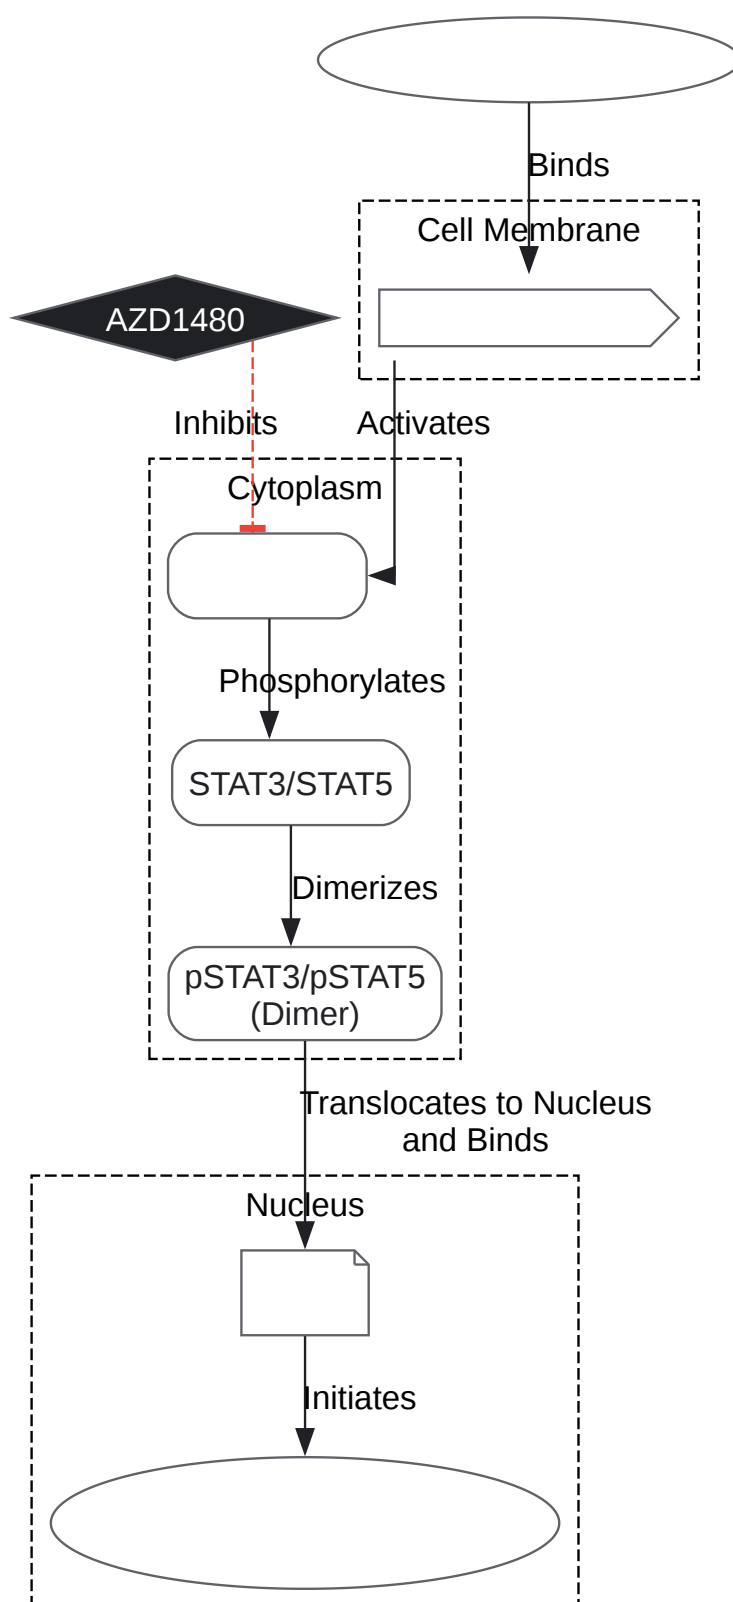 Binds
Cell Membrane
AZD1480
Inhibits
Activates
Cytoplasm
Phosphorylates
STAT3/STAT5
Dimerizes
pSTAT3/pSTAT5
(Dimer)
Translocates to Nucleus
and Binds
Nucleus
Initiates